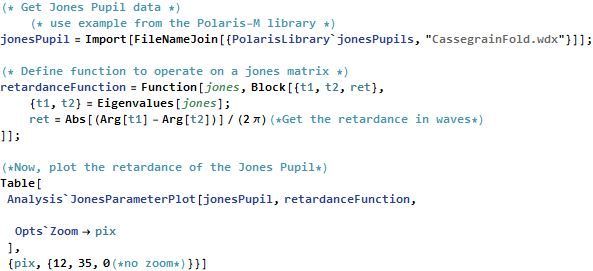 (* Get Jones Pupil data *)
(* use example from the Polaris-M library *)
jonesPupil = Import[FileNameJoin[{PolarisLibrary`jonesPupils, "CassegrainFold.wdx"}]];
(* Define function to operate on a jones matrix *)
retardanceFunction = Function[jones, Block[{t1, t2, ret},
{t1, t2} = Eigenvalues[jones];
ret = Abs[(Arg[t1] - Arg[t2])] / (2 π) (*Get the retardance in waves*)
]];
(*Now, plot the retardance of the Jones Pupil*)
Table[
Analysis`JonesParameterPlot[jonesPupil, retardanceFunction,
Opts`Zoom → pix
],
{pix, {12, 35, 0(*no zoom*)}}]